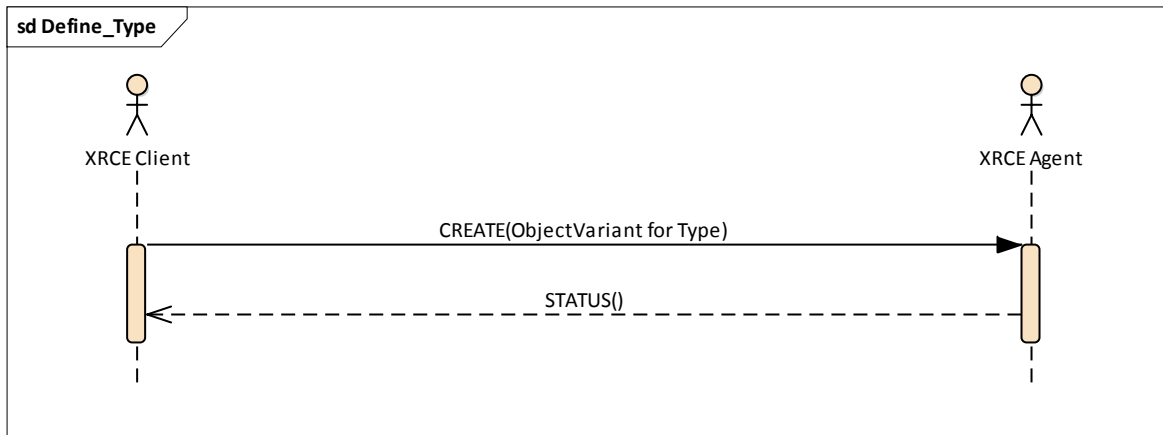 sd Define_Type
XRCE Client
XRCE Agent
CREATE(ObjectVariant for Type)
STATUS()